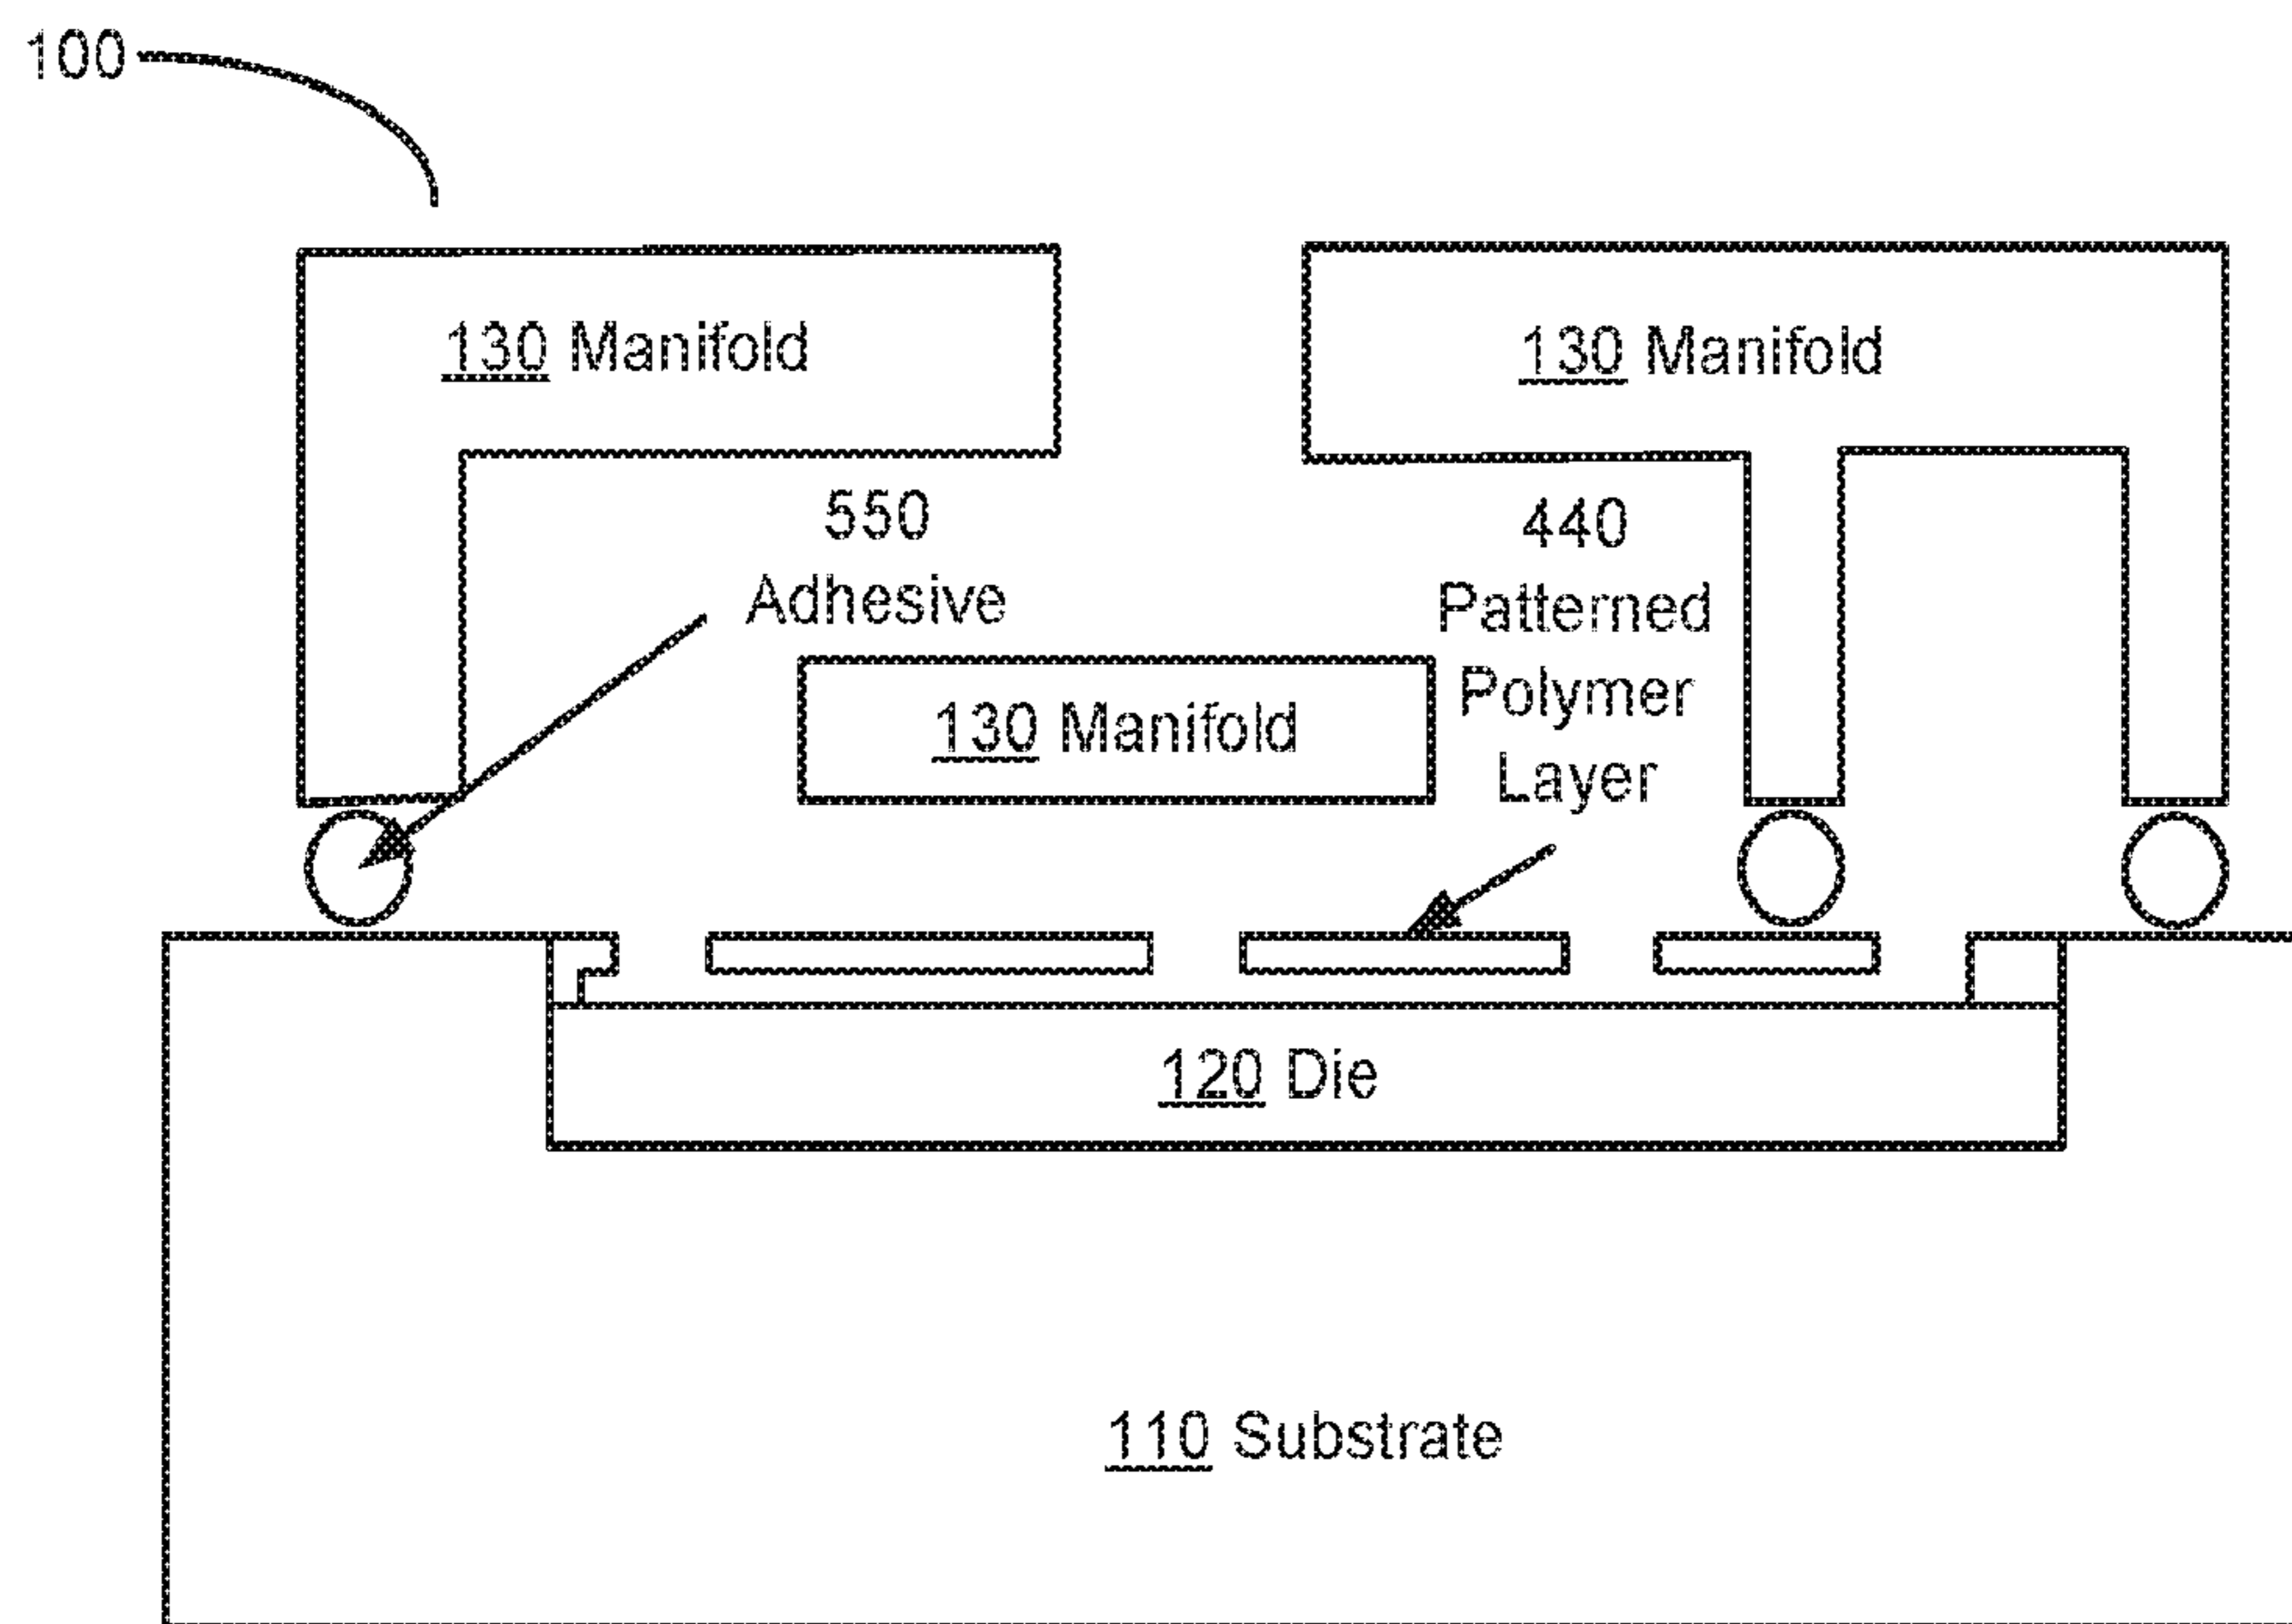 100
130 Manifold
130 Manifold
550
Adhesive
440
Patterned
Polymer
Layer
130 Manifold
120 Die
110 Substrate